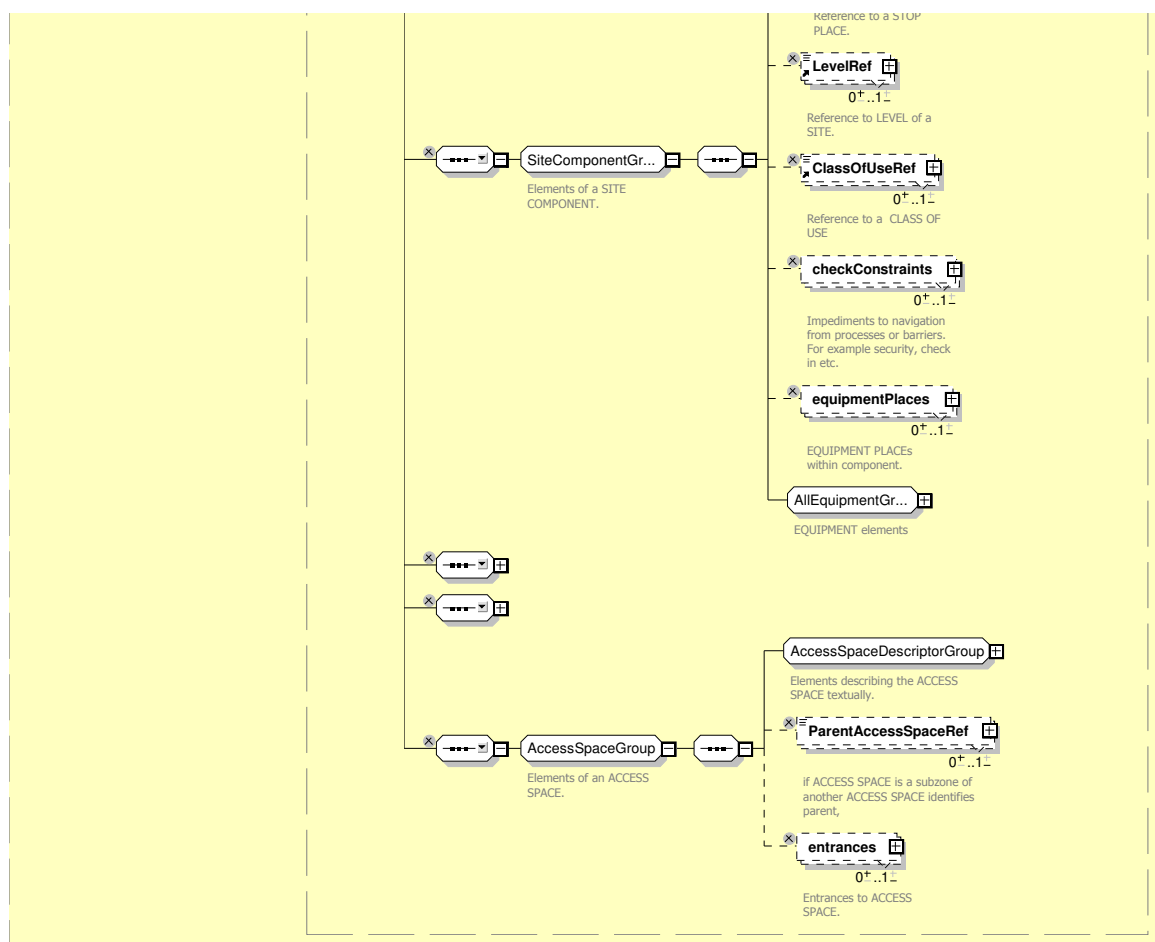 Reference to a STOP
PLACE.
LevelRef
0+..1+
Reference to LEVEL of a
SITE.
SiteComponentGr...
Elements of a SITE
COMPONENT.
ClassOfUseRef
0+..1+
Reference to a CLASS OF
USE
checkConstraints
0+..1+
Impediments to navigation
from processes or barriers.
For example security, check
in etc.
equipmentPlaces
0+..1+
EQUIPMENT PLACEs
within component.
AllEquipmentGr...
EQUIPMENT elements
AccessSpaceDescriptorGroup
Elements describing the ACCESS
SPACE textually.
AccessSpaceGroup
Elements of an ACCESS
SPACE.
ParentAccessSpaceRef
0+..1+
if ACCESS SPACE is a subzone of
another ACCESS SPACE identifies
parent,
entrances
0+..1+
Entrances to ACCESS
SPACE.